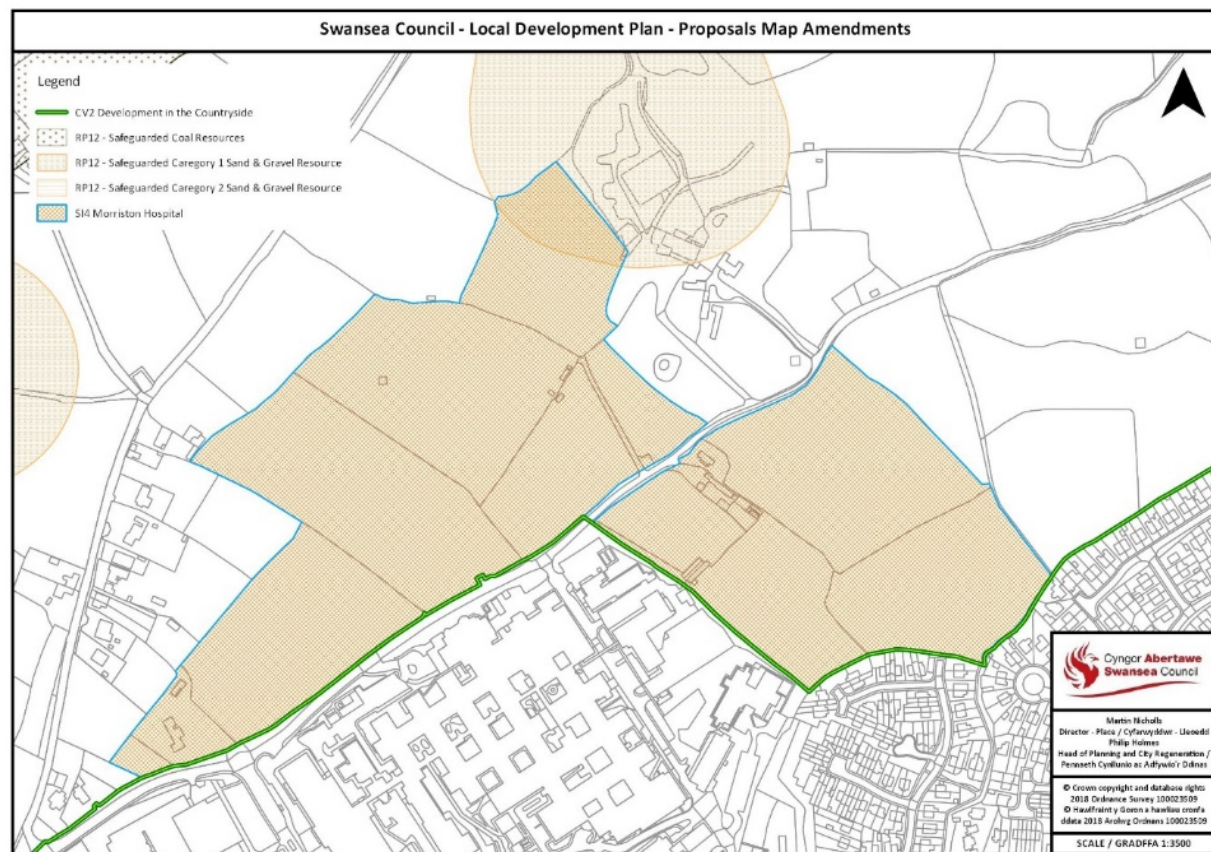 Swansea Council - Local Development Plan - Proposals Map Amendments
Legend
CV2 Development in the Countryside
RP12 - Safeguarded Coal Resources
RP12 - Safeguarded Caregory 1 Sand & Gravel Resource
RP12 - Safeguarded Caregory 2 Sand & Gravel Resource
SI4 Morriston Hospital
Cyngor Abertawe
Swansea Council
Martin Nicholls
Director - Place / Cyfarwyddwr - Lleoedd
Philip Holmes
Head of Planning and City Regeneration /
Pennaeth Cynllunio ac Adfywio'r Ddinas
© Crown copyright and database rights
2018 Ordnance Survey 100023509
© Hawlfraint y Goron a hawliau cronfa
ddata 2018 Arolwg Ordnans 100023509
SCALE / GRADFFA 1:3500